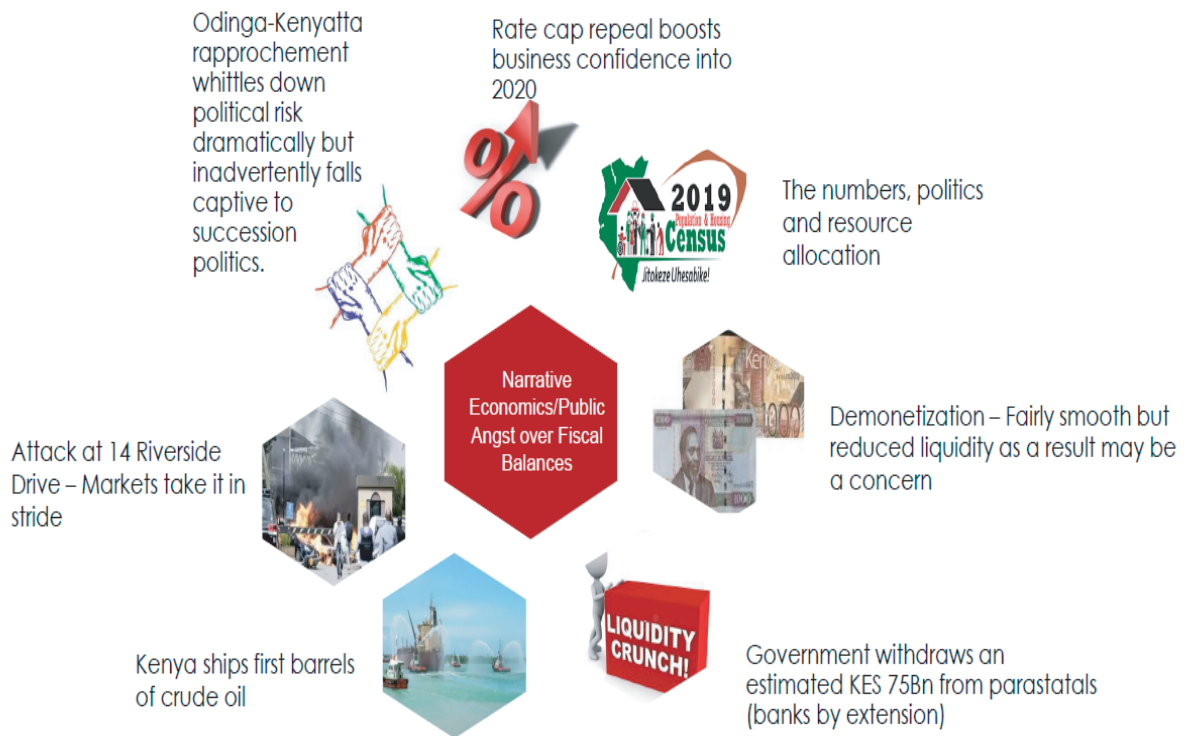 Odinga-Kenyatta
rapprochement
whittles down
political risk
dramatically but
inadvertently falls
captive to
succession
politics.
Rate cap repeal boosts
business confidence into
2020
%
2019
Population & Housing
Census
Jitokeze Uhesabike!
The numbers, politics
and resource
allocation
Narrative
Economics/Public
Angst over Fiscal
Balances
1000
1000
1000
Demonetization – Fairly smooth but
reduced liquidity as a result may be
a concern
Attack at 14 Riverside
Drive – Markets take it in
stride
Kenya ships first barrels
of crude oil
LIQUIDITY
CRUNCH!
Government withdraws an
estimated KES 75Bn from parastatals
(banks by extension)